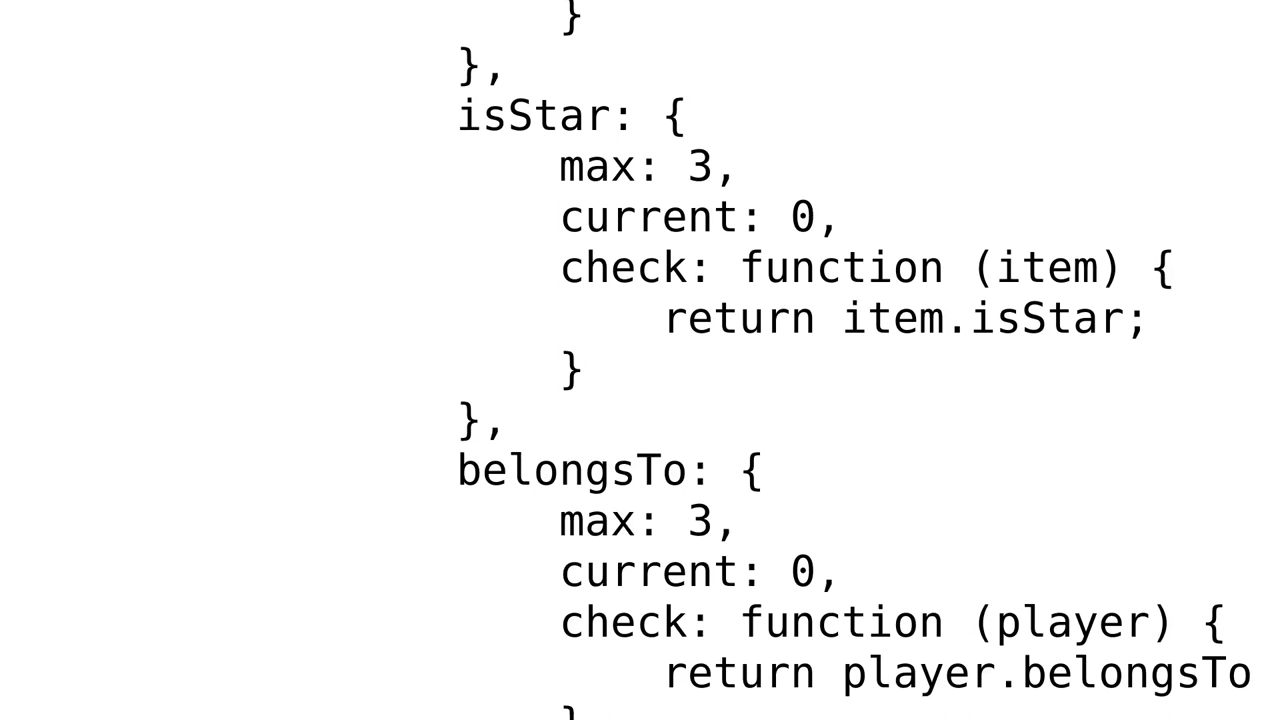 }
},
isStar: {
max: 3,
current: 0,
check: function (item) {
return item.isStar;
}
},
belongsTo: {
max: 3,
current: 0,
check: function (player) {
return player.belongsTo
}